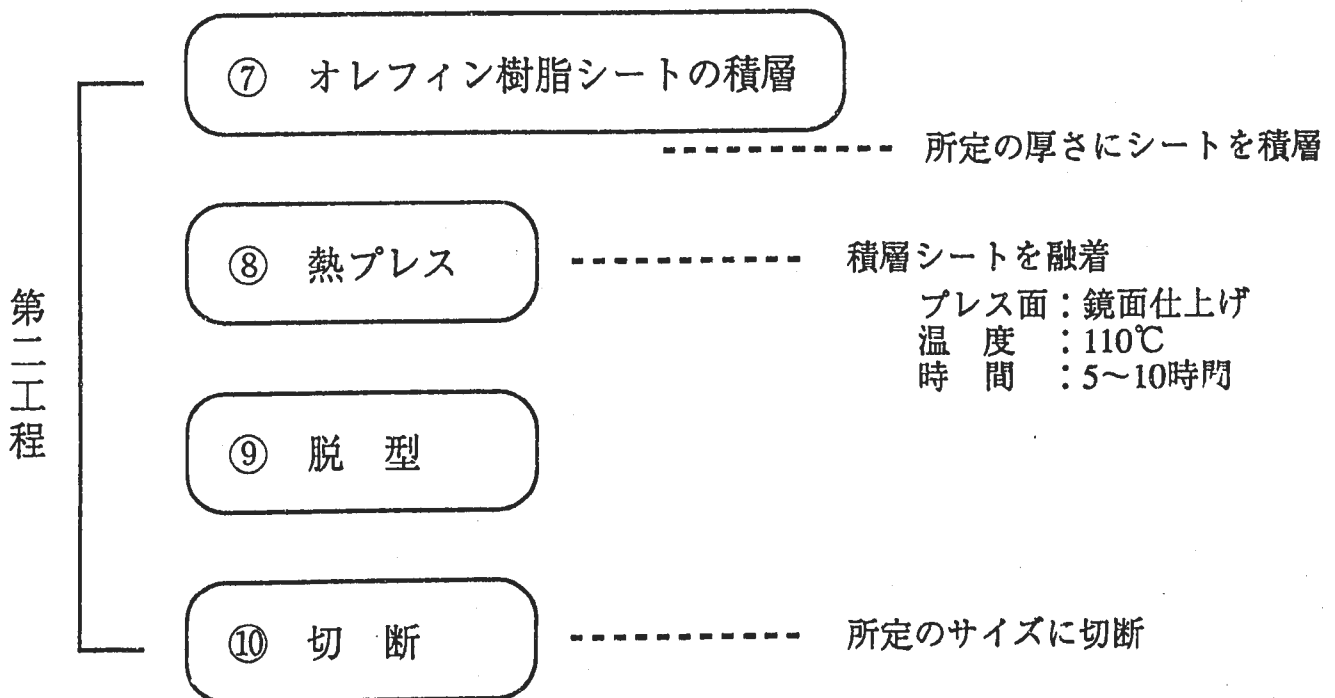 ⑦ オレフィン樹脂シートの積層
所定の厚さにシートを積層
⑧ 熱プレス
積層シートを融着
プレス面：鏡面仕上げ
温 度 ：110℃
時 間 ：5～10時間
第二工程
⑨ 脱 型
⑩ 切 断
所定のサイズに切断